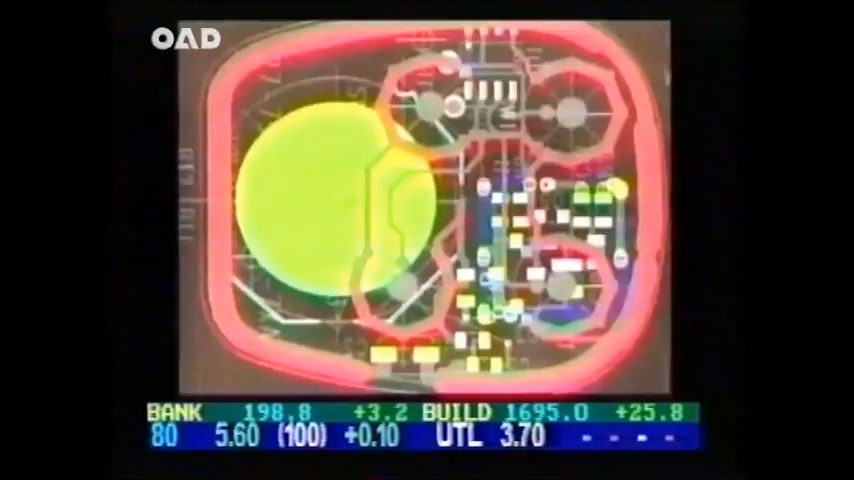 OAD
BANK 198.8 +3.2 BUILD 1695.0 +25.8
80 5.60 (100) +0.10 UTL 3.70 - - - -